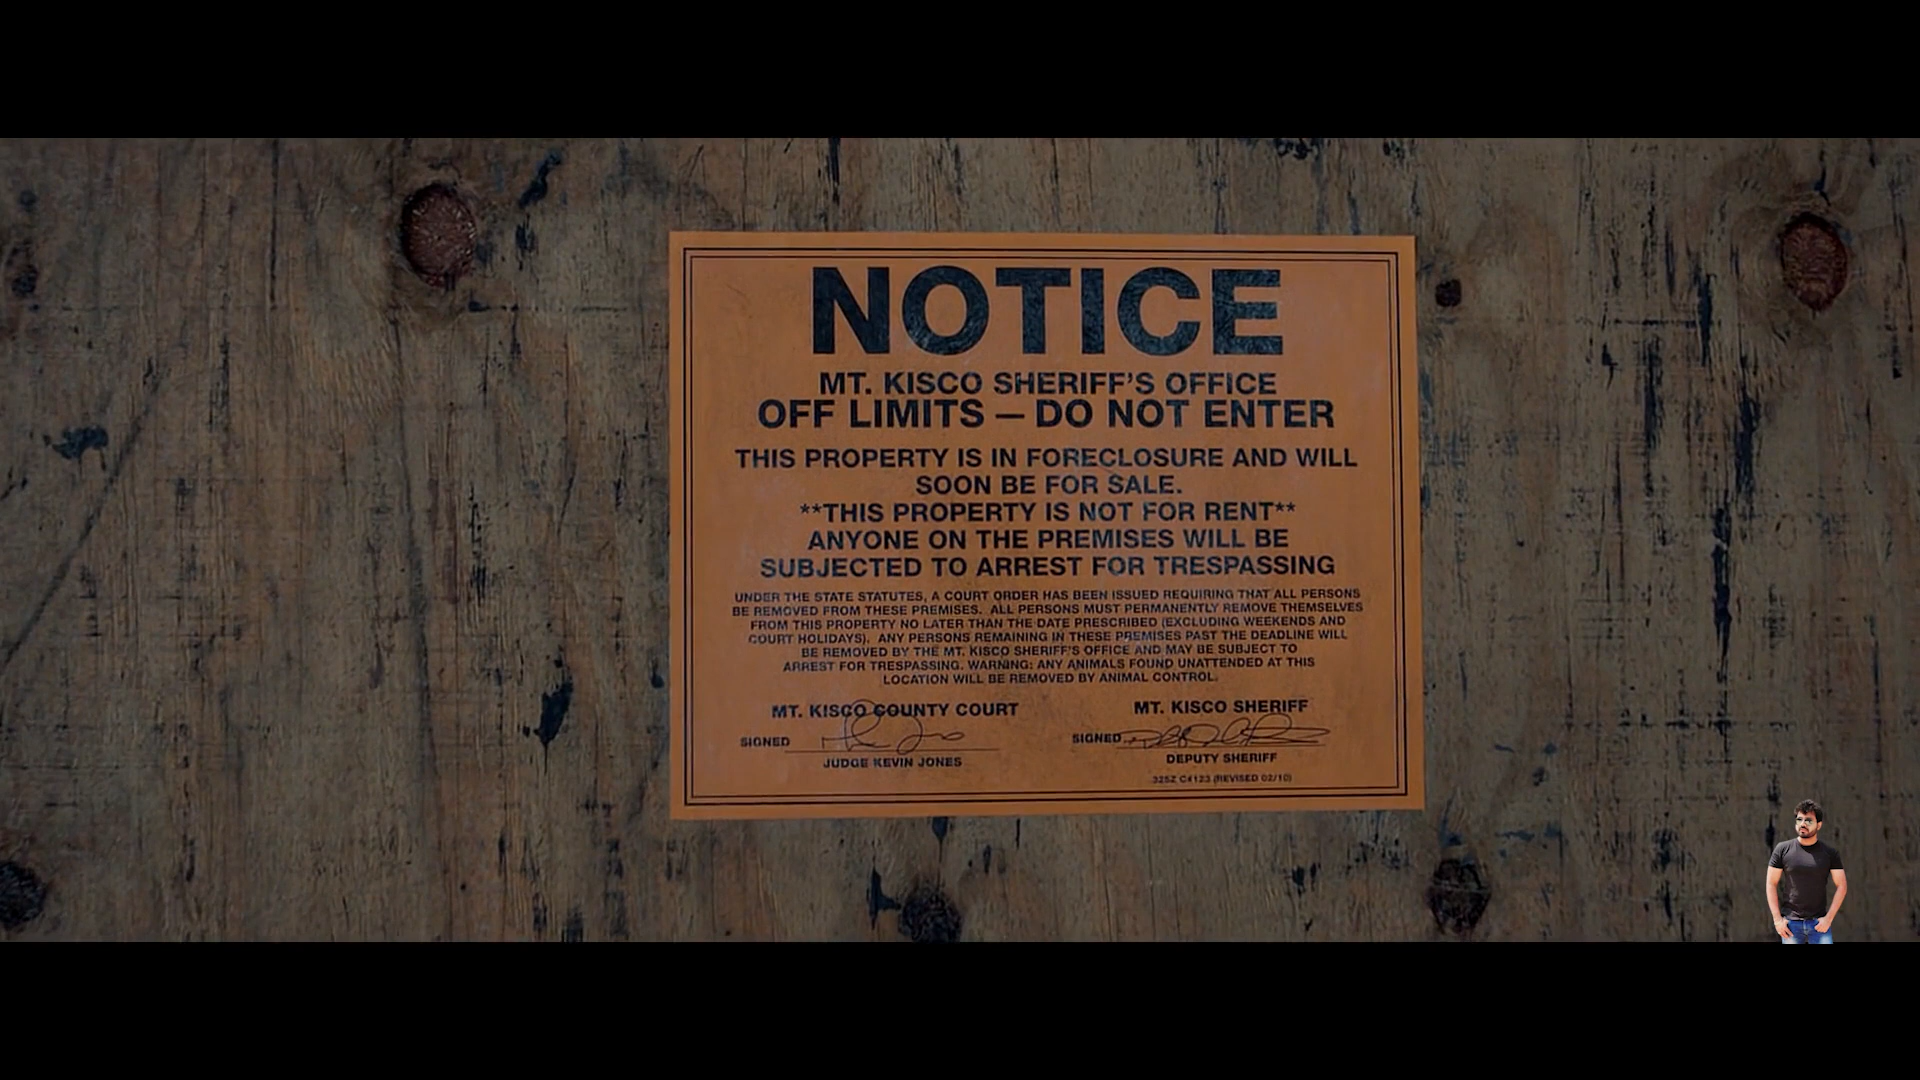 NOTICE
MT. KISCO SHERIFF'S OFFICE
OFF LIMITS — DO NOT ENTER
THIS PROPERTY IS IN FORECLOSURE AND WILL
SOON BE FOR SALE.
**THIS PROPERTY IS NOT FOR RENT**
ANYONE ON THE PREMISES WILL BE
SUBJECTED TO ARREST FOR TRESPASSING
UNDER THE STATE STATUTES, A COURT ORDER HAS BEEN ISSUED REQUIRING THAT ALL PERSONS
BE REMOVED FROM THESE PREMISES. ALL PERSONS MUST PERMANENTLY REMOVE THEMSELVES
FROM THIS PROPERTY NO LATER THAN THE DATE PRESCRIBED (EXCLUDING WEEKENDS AND
COURT HOLIDAYS). ANY PERSONS REMAINING IN THESE PREMISES PAST THE DEADLINE WILL
BE REMOVED BY THE MT. KISCO SHERIFF'S OFFICE AND MAY BE SUBJECT TO
ARREST FOR TRESPASSING. WARNING: ANY ANIMALS FOUND UNATTENDED AT THIS
LOCATION WILL BE REMOVED BY ANIMAL CONTROL.
MT. KISCO COUNTY COURT
SIGNED
JUDGE KEVIN JONES
MT. KISCO SHERIFF
SIGNED
DEPUTY SHERIFF
325Z C4123 (REVISED 02/10)